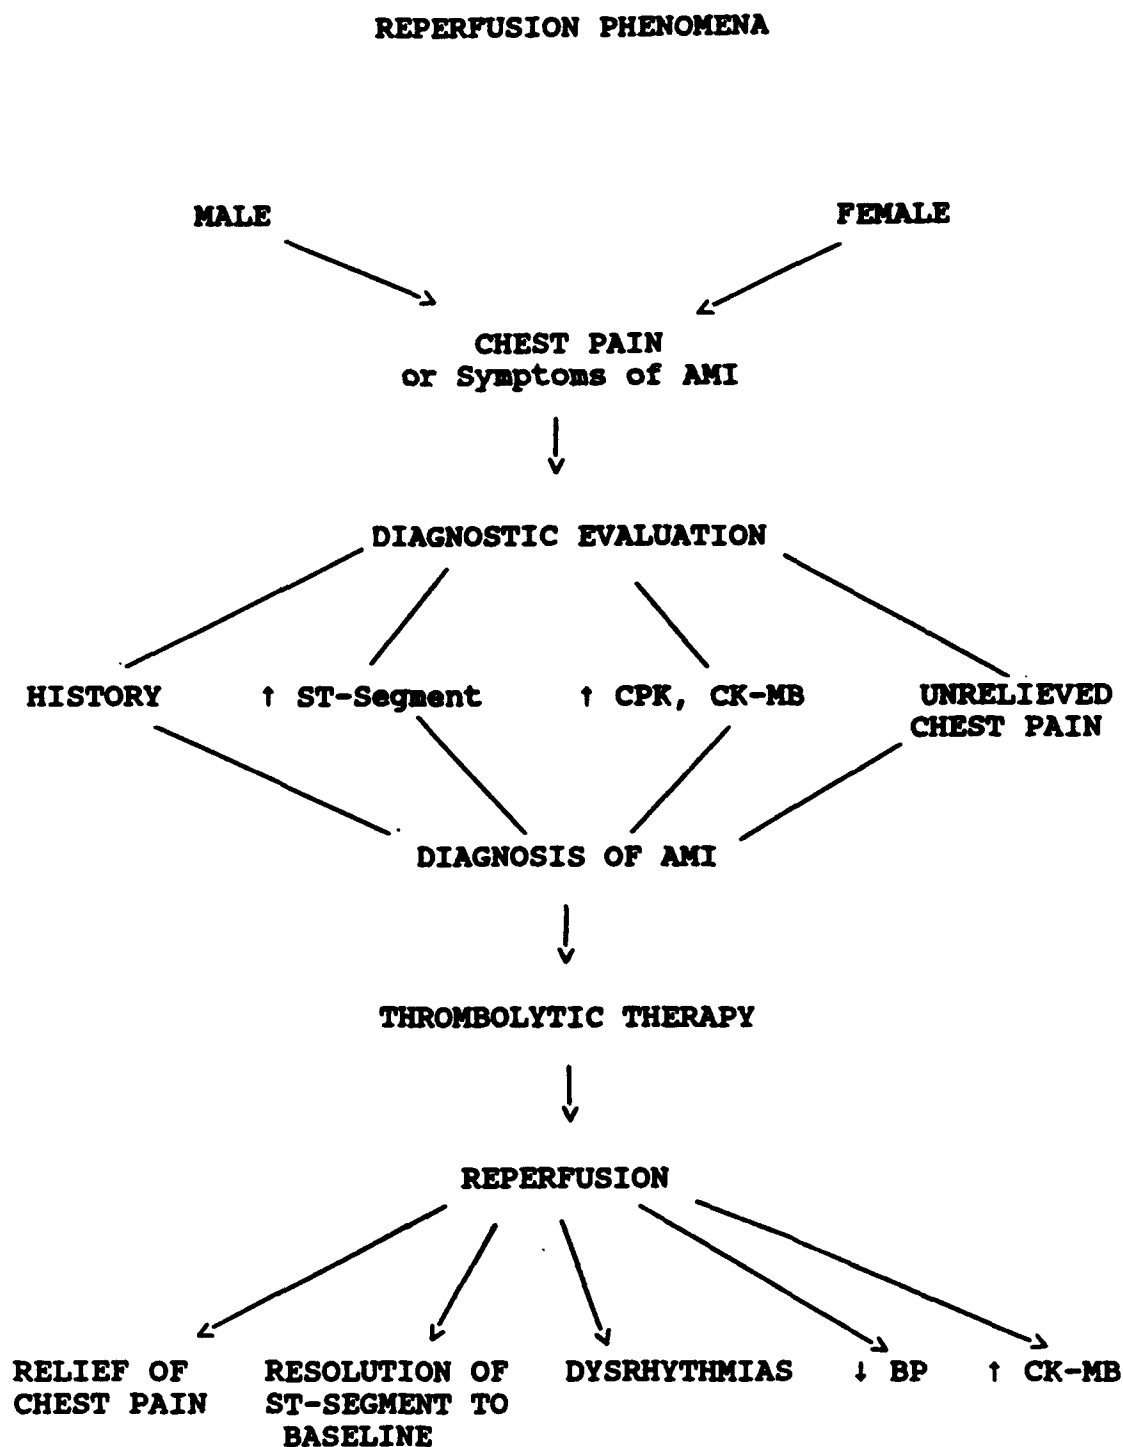 REPERFUSION PHENOMENA
MALE
FEMALE
CHEST PAIN
or Symptoms of AMI
DIAGNOSTIC EVALUATION
HISTORY
↑ ST-Segment
↑ CPK, CK-MB
UNRELIEVED
CHEST PAIN
DIAGNOSIS OF AMI
THROMBOLYTIC THERAPY
REPERFUSION
RELIEF OF
CHEST PAIN
RESOLUTION OF
ST-SEGMENT TO
BASELINE
DYSRHYTHMIAS
↓ BP
↑ CK-MB